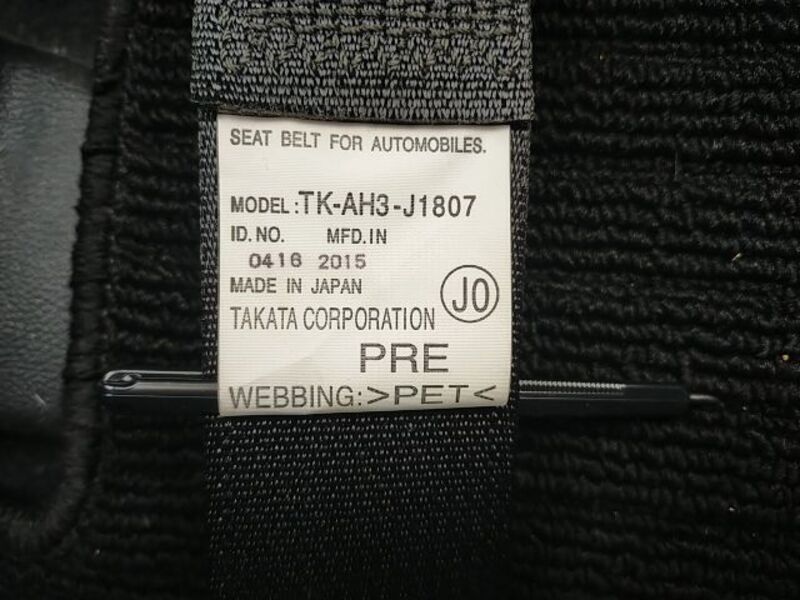 SEAT BELT FOR AUTOMOBILES.
MODEL:TK-AH3-J1807
ID.NO. MFD.IN
0416 2015
MADE IN JAPAN
J0
TAKATA CORPORATION
PRE
WEBBING:>PET<